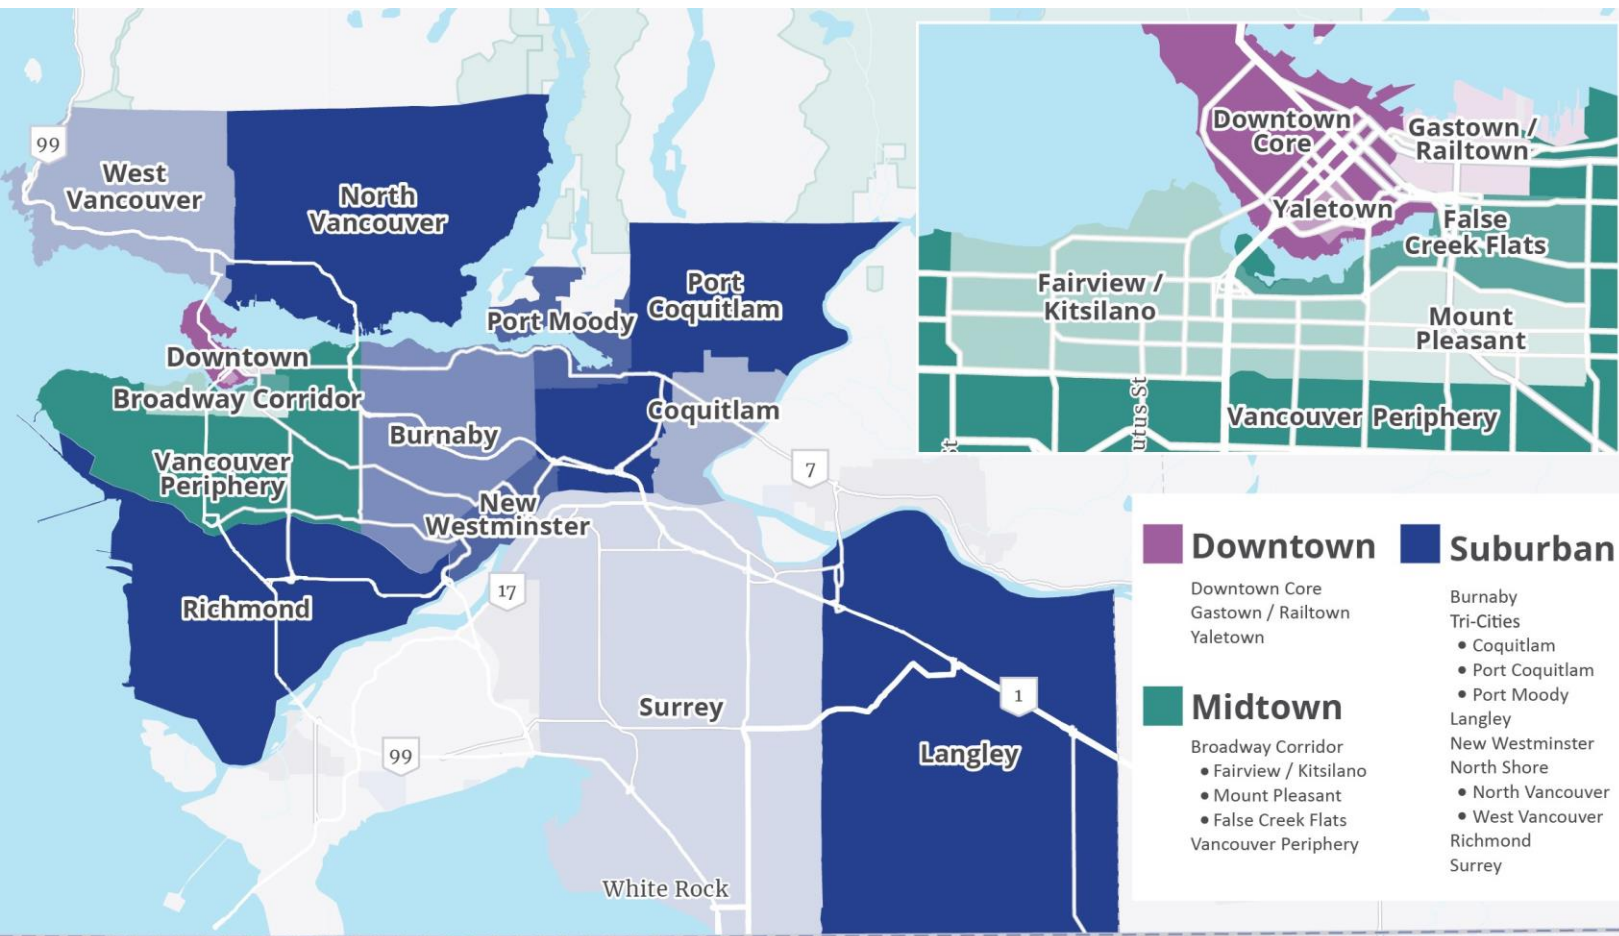 99
West
Vancouver
North
Vancouver
Port
Coquitlam
Port Moody
Downtown
Broadway Corridor
Coquitlam
Burnaby
Vancouver
Periphery
7
New
Westminster
17
Richmond
Surrey
1
99
Langley
White Rock
Downtown
Core
Gastown /
Railtown
Yaletown
False
Creek Flats
Fairview /
Kitsilano
Mount
Pleasant
utus St
Vancouver Periphery
Downtown
Downtown Core
Gastown / Railtown
Yaletown
Midtown
Broadway Corridor
• Fairview / Kitsilano
• Mount Pleasant
• False Creek Flats
Vancouver Periphery
Suburban
Burnaby
Tri-Cities
• Coquitlam
• Port Coquitlam
• Port Moody
Langley
New Westminster
North Shore
• North Vancouver
• West Vancouver
Richmond
Surrey